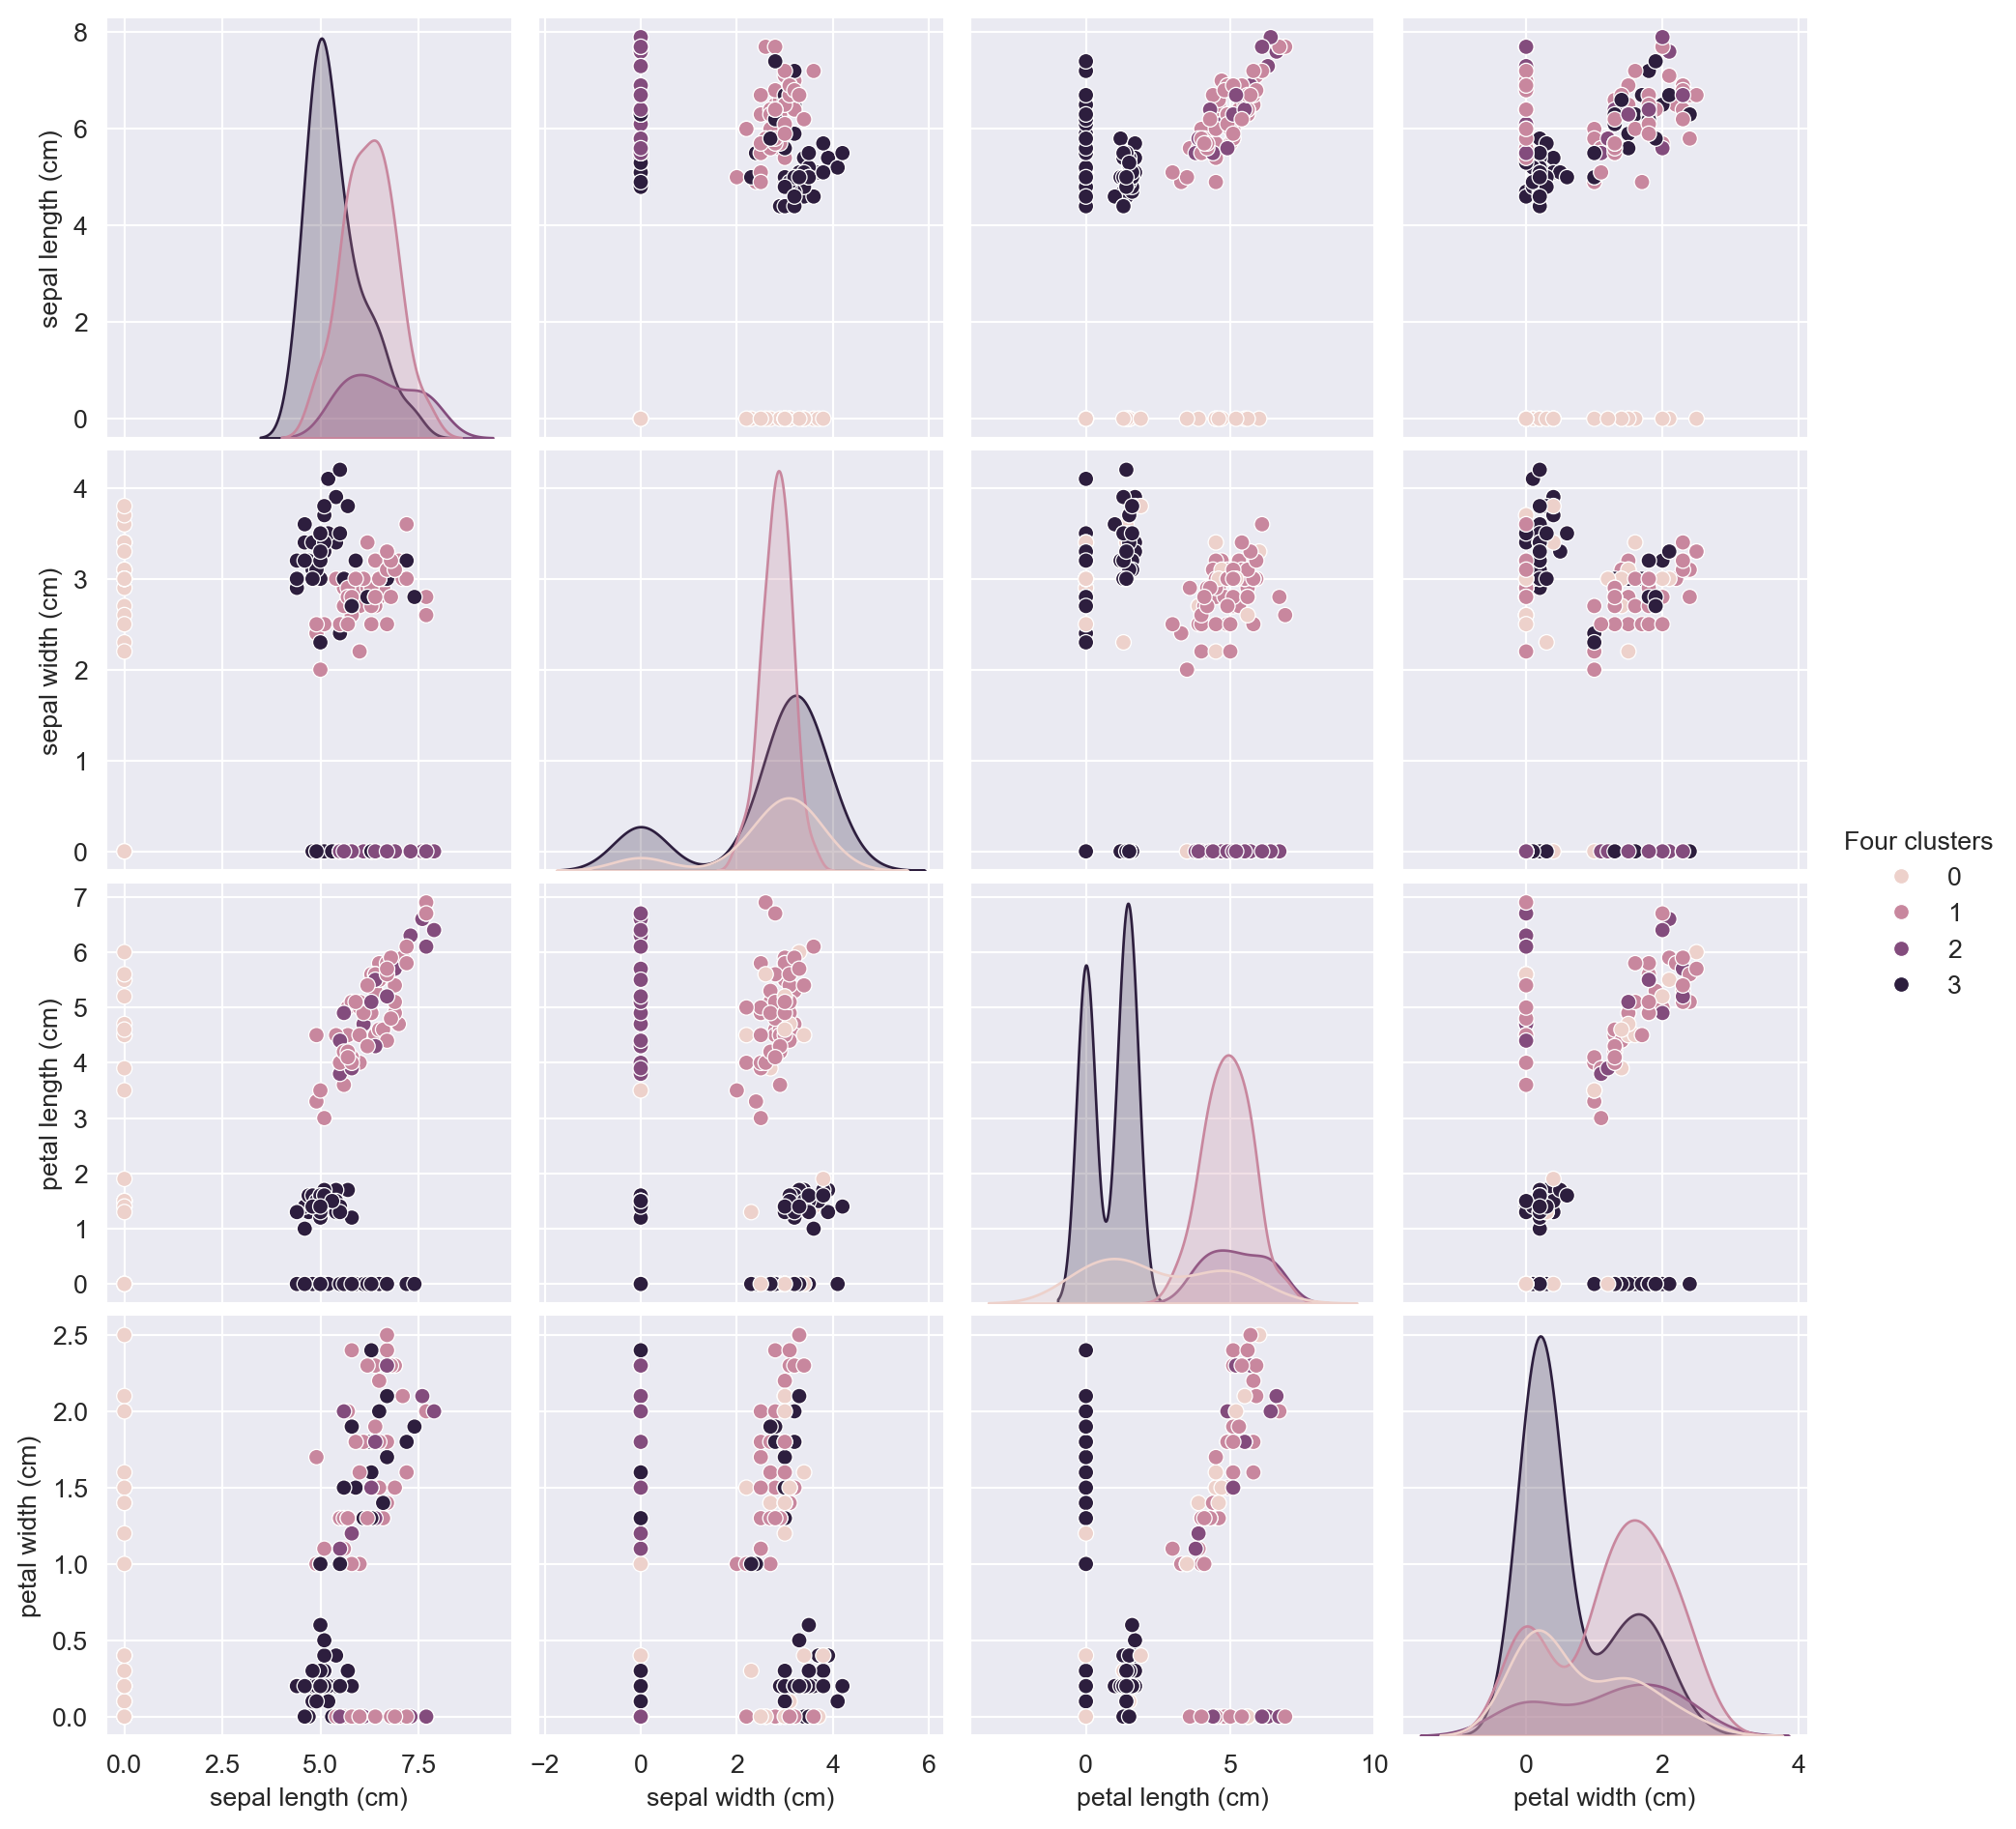 8
6
4
2
0
sepal length (cm)
4
3
2
1
0
sepal width (cm)
Four clusters
0
1
2
3
7
6
5
4
3
2
1
0
petal length (cm)
2.5
2.0
1.5
1.0
0.5
0.0
petal width (cm)
0.0 2.5 5.0 7.5
−2 0 2 4 6
0 5 10
0 2 4
sepal length (cm)
sepal width (cm)
petal length (cm)
petal width (cm)